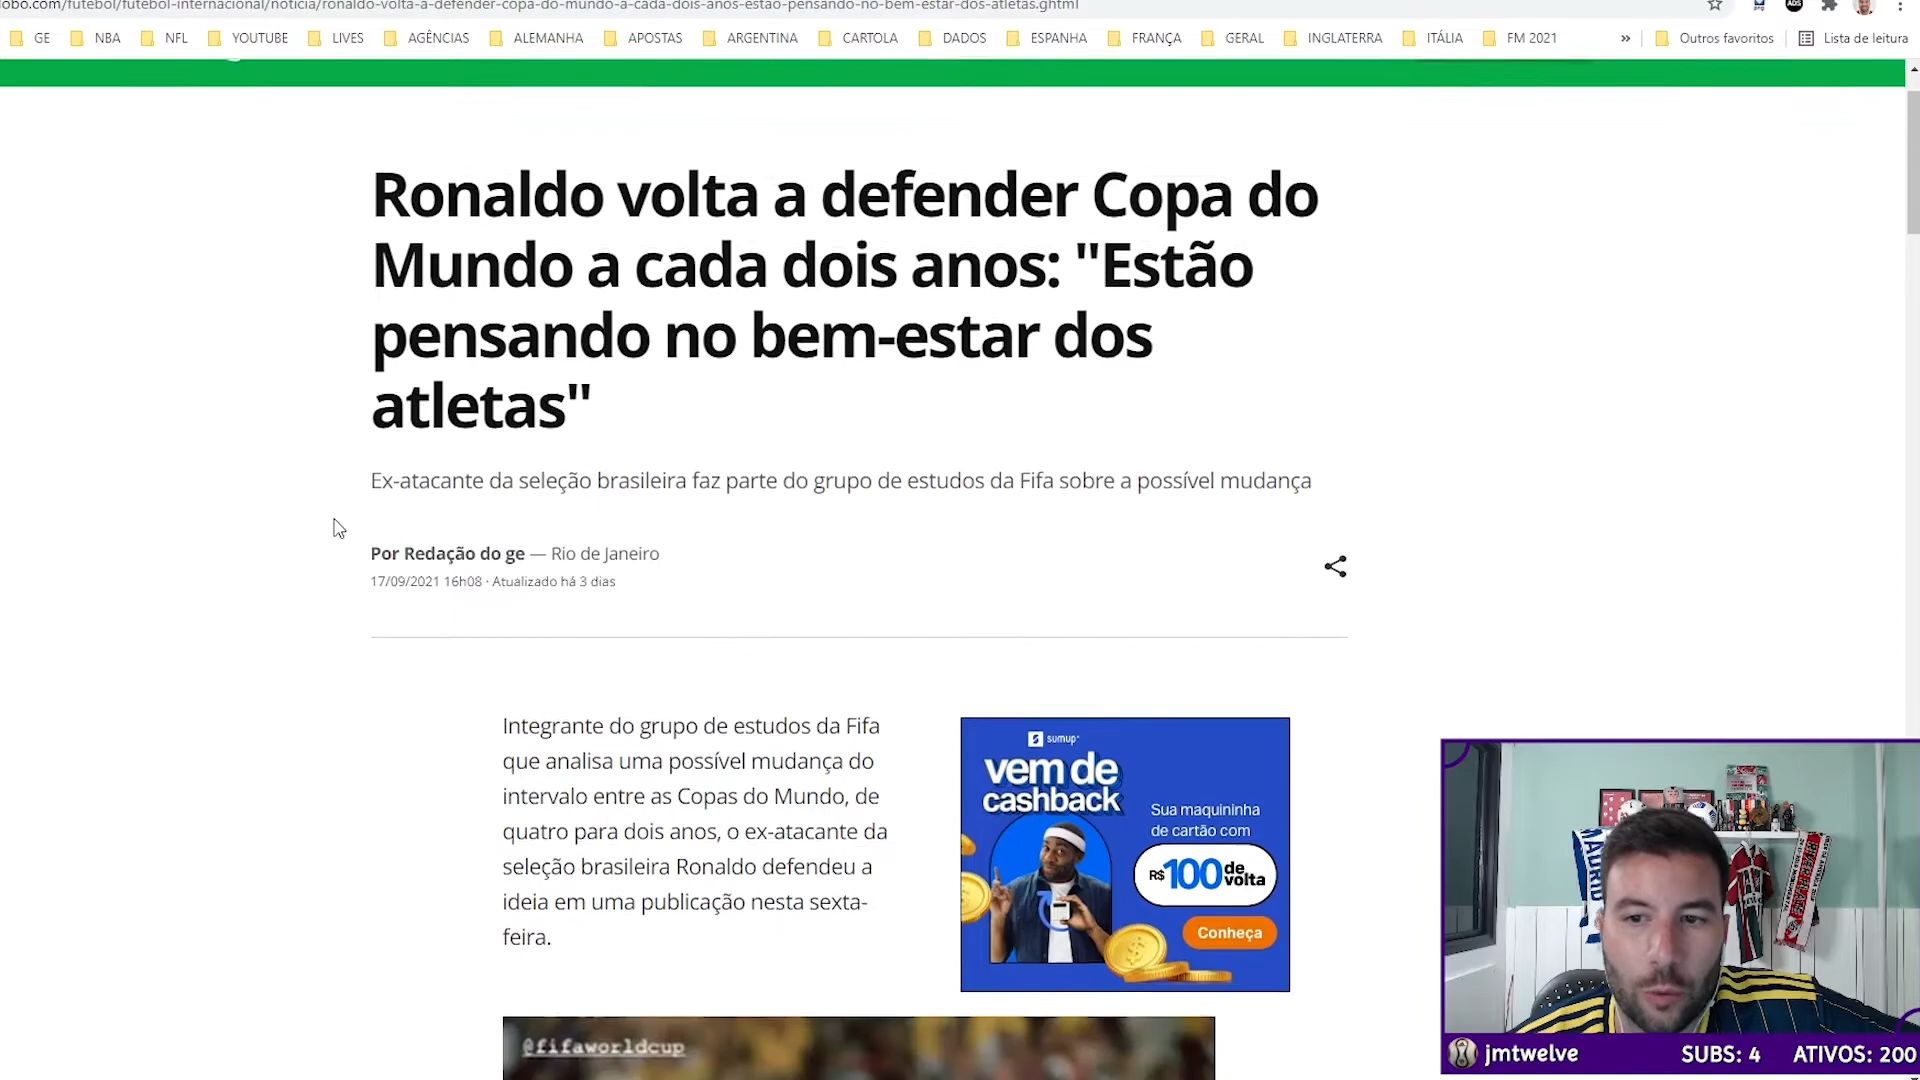 lobo.com/futebol/futebol-internacional/noticia/ronaldo-volta-a-defender-copa-do-mundo-a-cada-dois-anos-estao-pensando-no-bem-estar-dos-atletas.ghtml
GE NBA NFL YOUTUBE LIVES AGÊNCIAS ALEMANHA APOSTAS ARGENTINA CARTOLA DADOS ESPANHA FRANÇA GERAL INGLATERRA ITÁLIA FM 2021 » Outros favoritos Lista de leitura
Ronaldo volta a defender Copa do
Mundo a cada dois anos: "Estão
pensando no bem-estar dos
atletas"
Ex-atacante da seleção brasileira faz parte do grupo de estudos da Fifa sobre a possível mudança
Por Redação do ge — Rio de Janeiro
17/09/2021 16h08 · Atualizado há 3 dias
Integrante do grupo de estudos da Fifa
que analisa uma possível mudança do
intervalo entre as Copas do Mundo, de
quatro para dois anos, o ex-atacante da
seleção brasileira Ronaldo defendeu a
ideia em uma publicação nesta sexta-
feira.
sumup
vem de
cashback
Sua maquininha
de cartão com
R$100 de
volta
Conheça
@fifaworldcup
MADRID
jmtwelve SUBS: 4 ATIVOS: 200